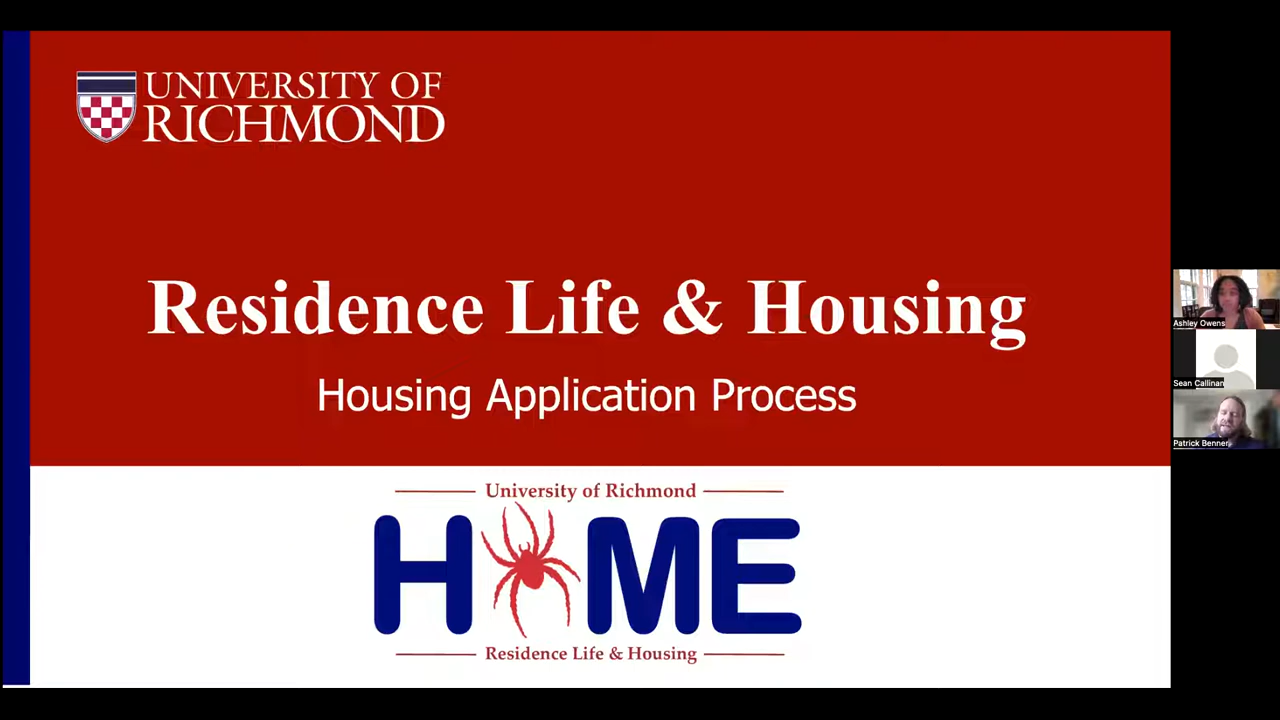 UNIVERSITY OF
RICHMOND
Residence Life & Housing
Housing Application Process
University of Richmond
H ME
Residence Life & Housing
Ashley Owens
Sean Callinan
Patrick Benner